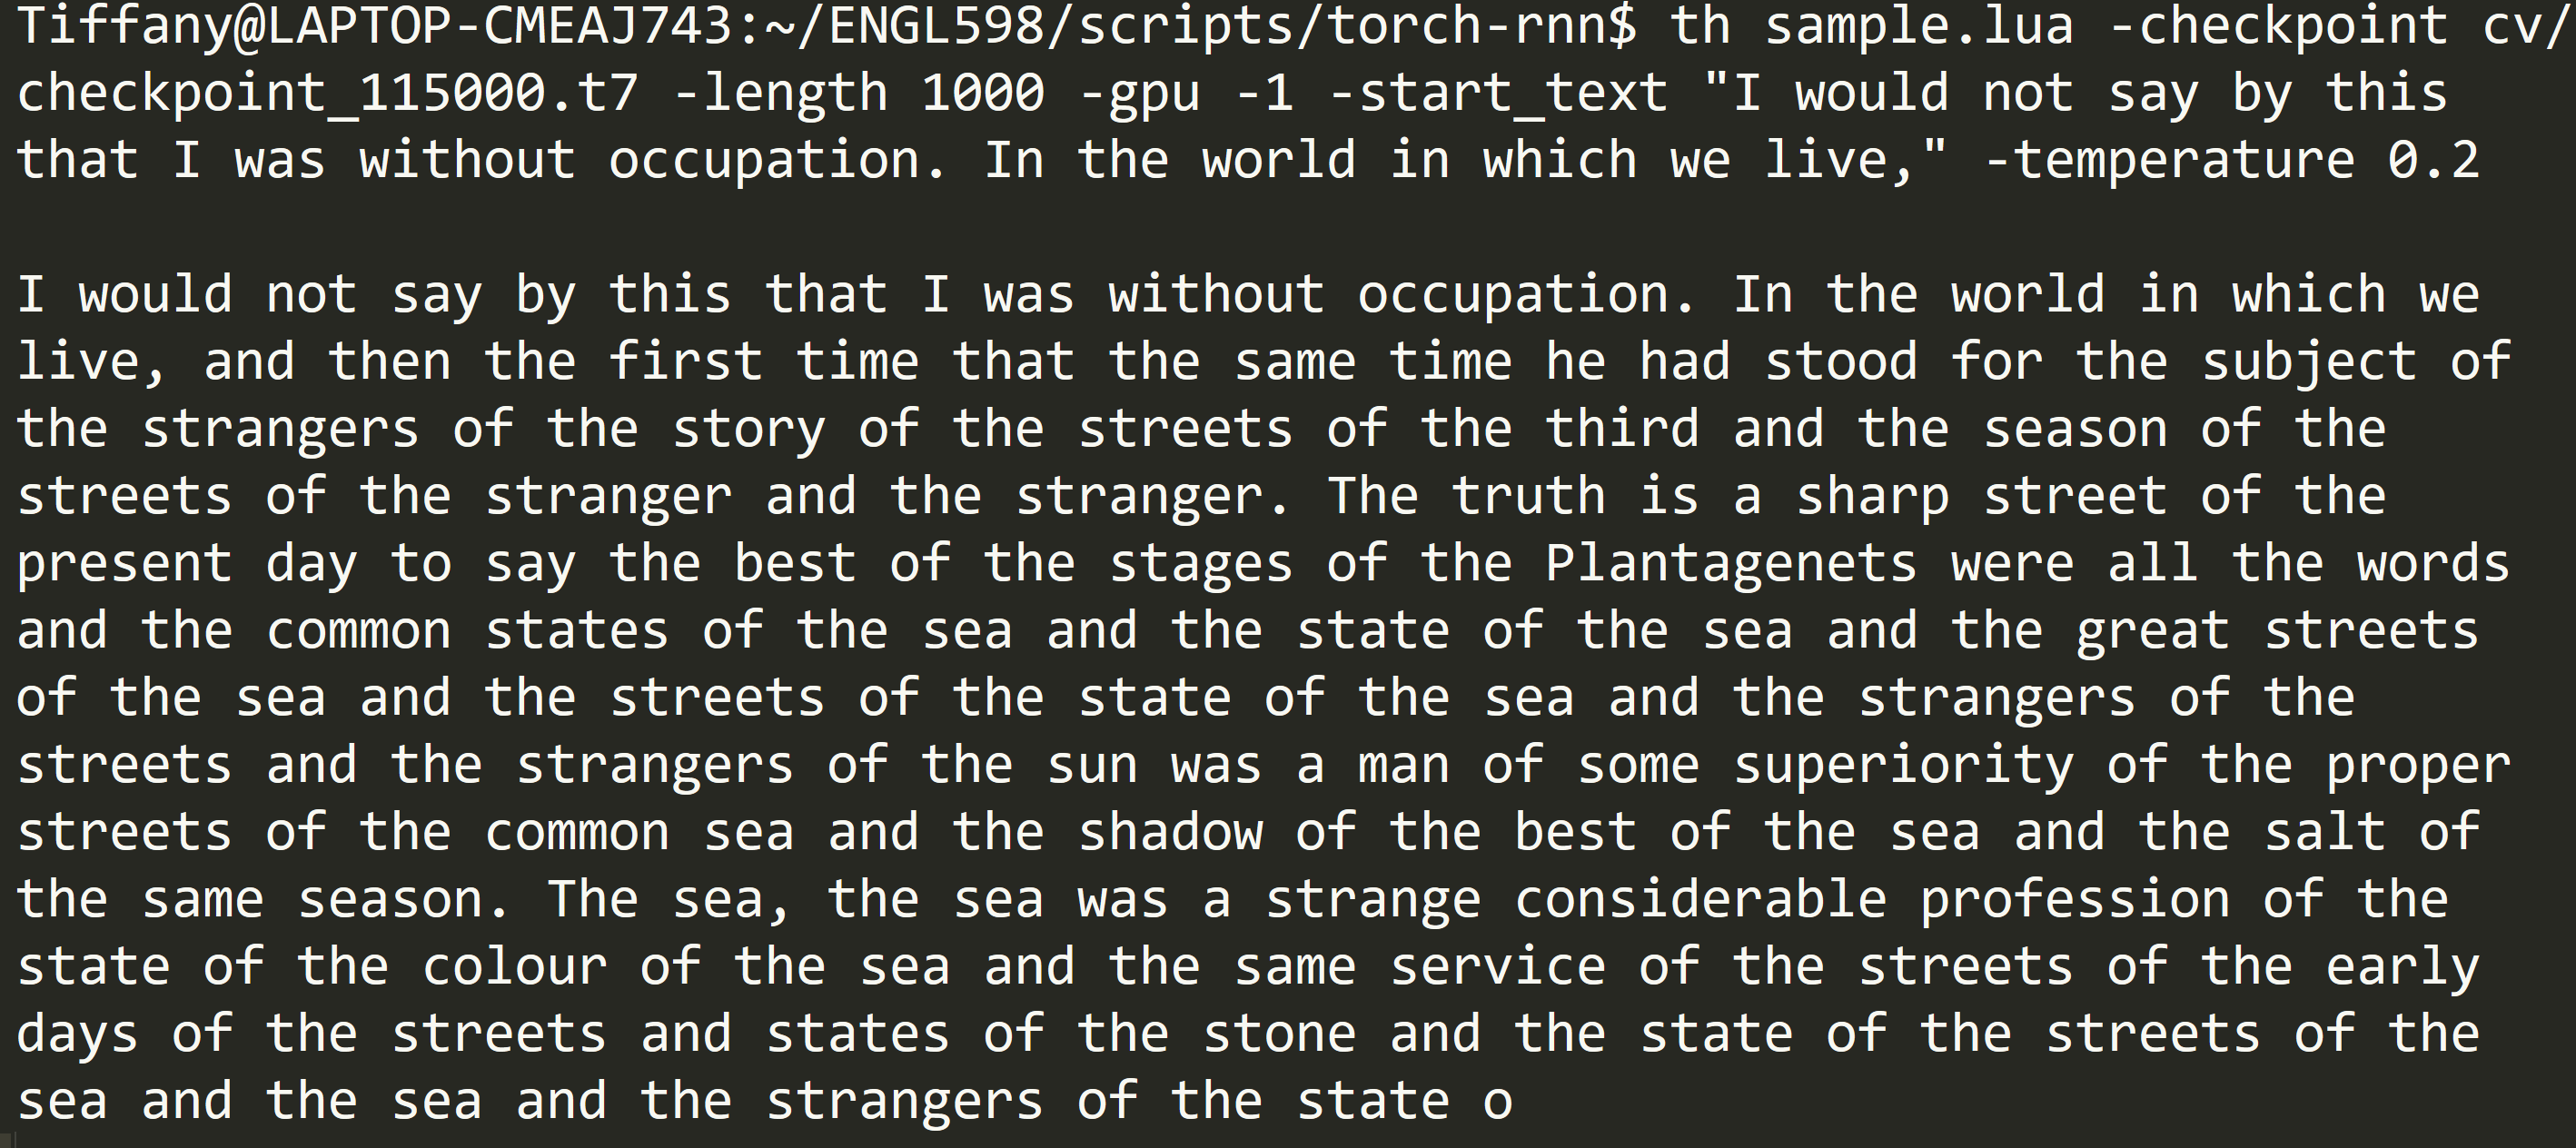 Tiffany@LAPTOP-CMEAJ743:~/ENGL598/scripts/torch-rnn$ th sample.lua -checkpoint cv/
checkpoint_115000.t7 -length 1000 -gpu -1 -start_text "I would not say by this
that I was without occupation. In the world in which we live," -temperature 0.2
I would not say by this that I was without occupation. In the world in which we
live, and then the first time that the same time he had stood for the subject of
the strangers of the story of the streets of the third and the season of the
streets of the stranger and the stranger. The truth is a sharp street of the
present day to say the best of the stages of the Plantagenets were all the words
and the common states of the sea and the state of the sea and the great streets
of the sea and the streets of the state of the sea and the strangers of the
streets and the strangers of the sun was a man of some superiority of the proper
streets of the common sea and the shadow of the best of the sea and the salt of
the same season. The sea, the sea was a strange considerable profession of the
state of the colour of the sea and the same service of the streets of the early
days of the streets and states of the stone and the state of the streets of the
sea and the sea and the strangers of the state o